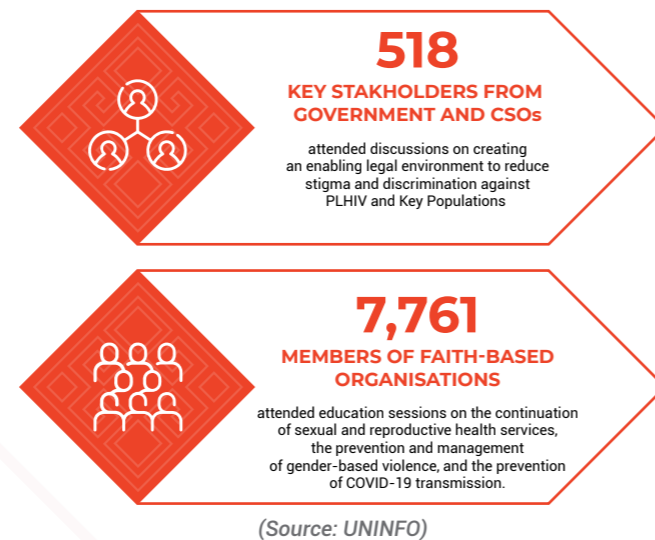 518
KEY STAKHOLDERS FROM
GOVERNMENT AND CSOs
attended discussions on creating
an enabling legal environment to reduce
stigma and discrimination against
PLHIV and Key Populations
7,761
MEMBERS OF FAITH-BASED
ORGANISATIONS
attended education sessions on the continuation
of sexual and reproductive health services,
the prevention and management
of gender-based violence, and the prevention
of COVID-19 transmission.
(Source: UNINFO)